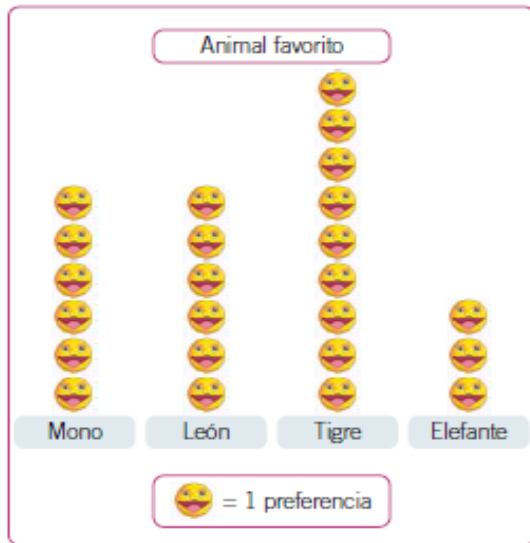 Animal favorito
Mono León Tigre Elefante
= 1 preferencia